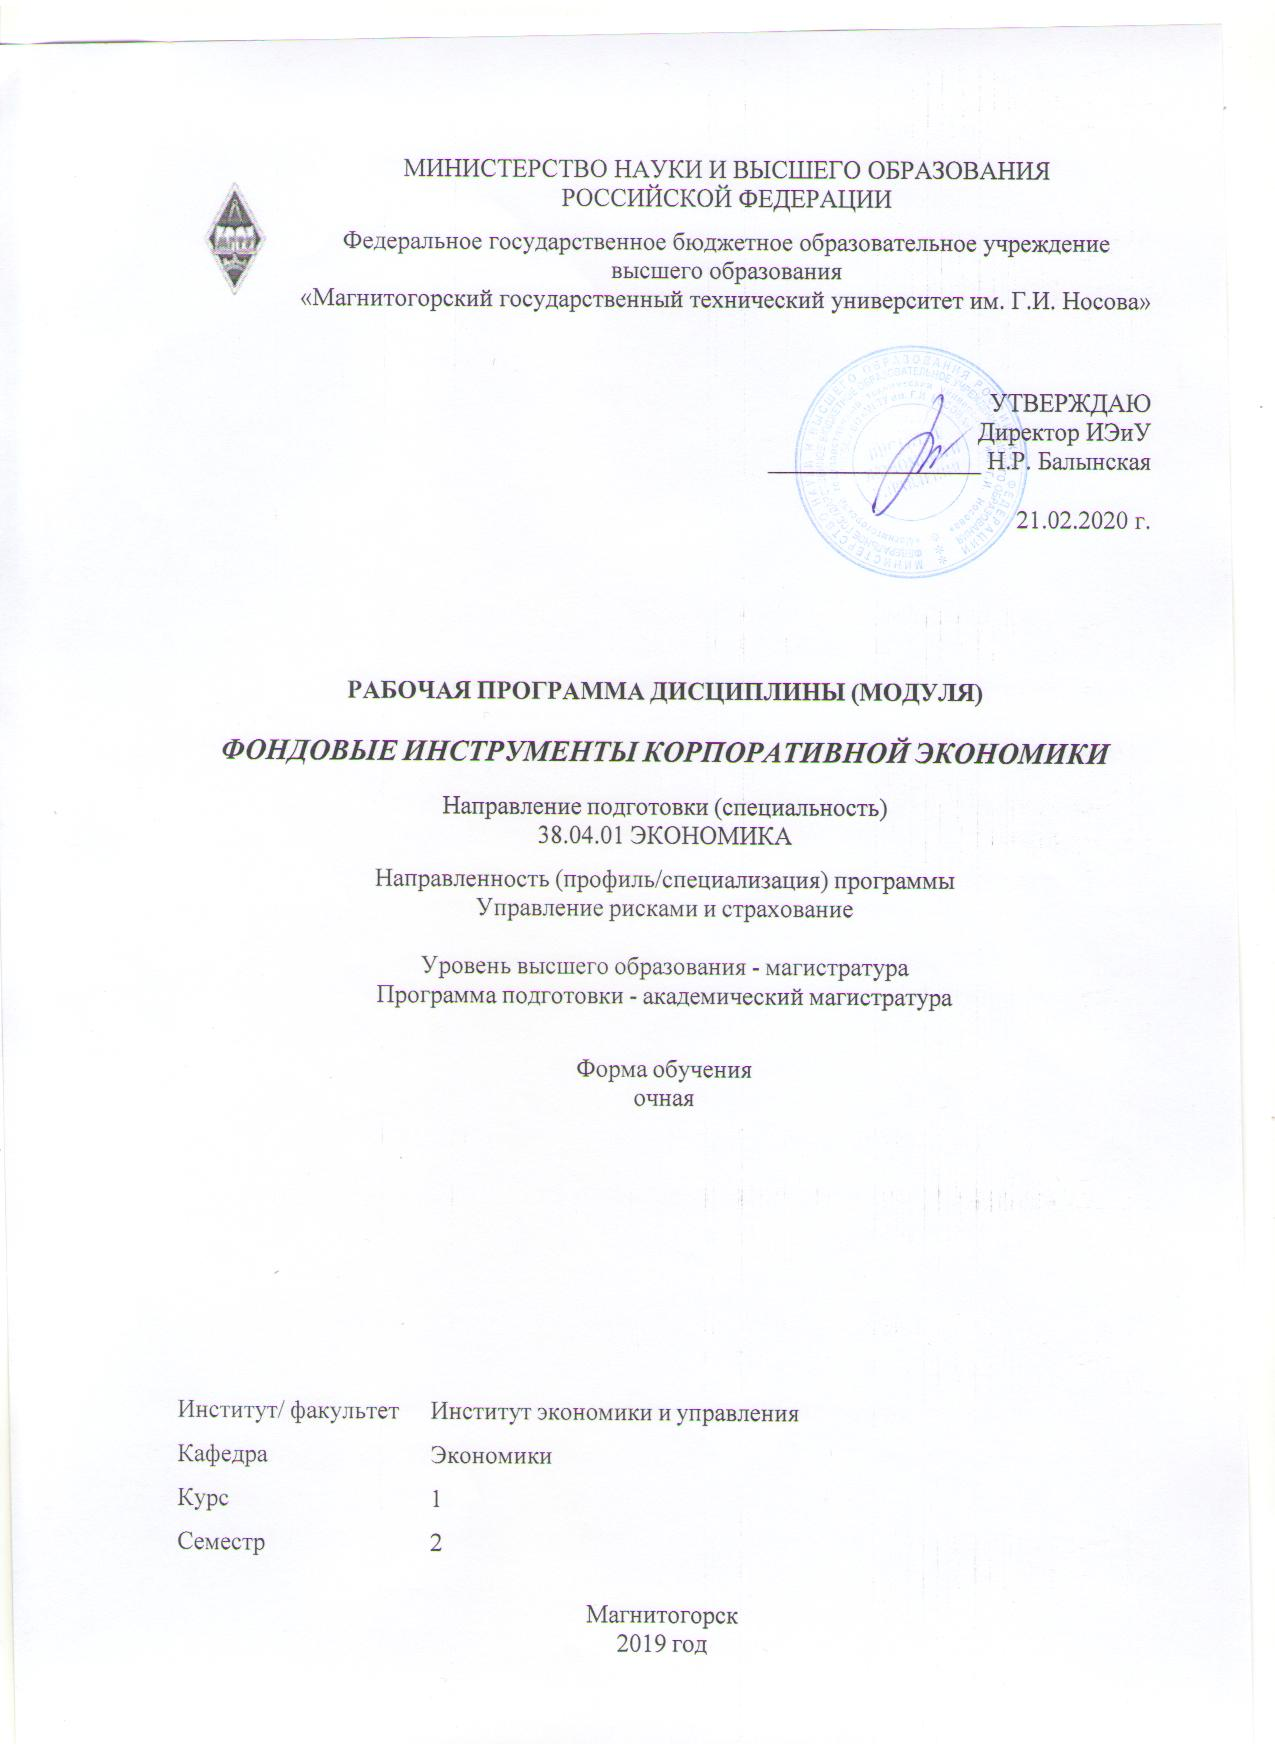 МИНИСТЕРСТВО НАУКИ И ВЫСШЕГО ОБРАЗОВАНИЯ
РОССИЙСКОЙ ФЕДЕРАЦИИ
Федеральное государственное бюджетное образовательное учреждение
высшего образования
«Магнитогорский государственный технический университет им. Г.И. Носова»
УТВЕРЖДАЮ
Директор ИЭиУ
Н.Р. Балынская
21.02.2020 г.
РАБОЧАЯ ПРОГРАММА ДИСЦИПЛИНЫ (МОДУЛЯ)
ФОНДОВЫЕ ИНСТРУМЕНТЫ КОРПОРАТИВНОЙ ЭКОНОМИКИ
Направление подготовки (специальность)
38.04.01 ЭКОНОМИКА
Направленность (профиль/специализация) программы
Управление рисками и страхование
Уровень высшего образования - магистратура
Программа подготовки - академический магистратура
Форма обучения
очная
Институт/ факультет Институт экономики и управления
Кафедра Экономики
Курс 1
Семестр 2
Магнитогорск
2019 год